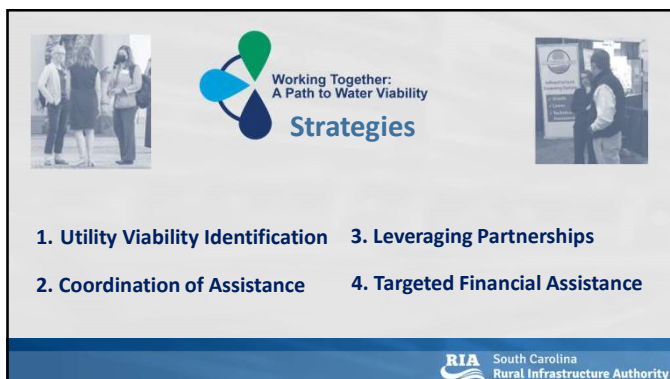 Working Together:
A Path to Water Viability
Strategies
1. Utility Viability Identification
2. Coordination of Assistance
3. Leveraging Partnerships
4. Targeted Financial Assistance
RIA South Carolina
Rural Infrastructure Authority